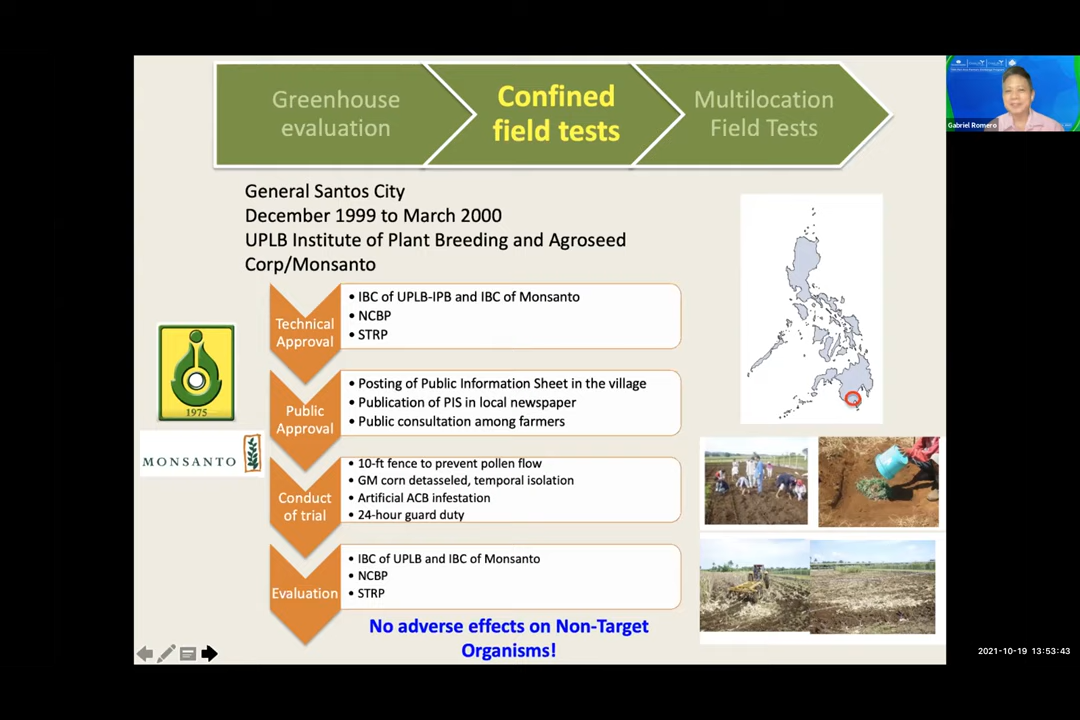 Greenhouse
evaluation
Confined
field tests
Multilocation
Field Tests
Gabriel Romero
General Santos City
December 1999 to March 2000
UPLB Institute of Plant Breeding and Agroseed
Corp/Monsanto
Technical
Approval
• IBC of UPLB-IPB and IBC of Monsanto
• NCBP
• STRP
Public
Approval
• Posting of Public Information Sheet in the village
• Publication of PIS in local newspaper
• Public consultation among farmers
1975
MONSANTO
Conduct
of trial
• 10-ft fence to prevent pollen flow
• GM corn detasseled, temporal isolation
• Artificial ACB infestation
• 24-hour guard duty
Evaluation
• IBC of UPLB and IBC of Monsanto
• NCBP
• STRP
No adverse effects on Non-Target
Organisms!
2021-10-19 13:53:43